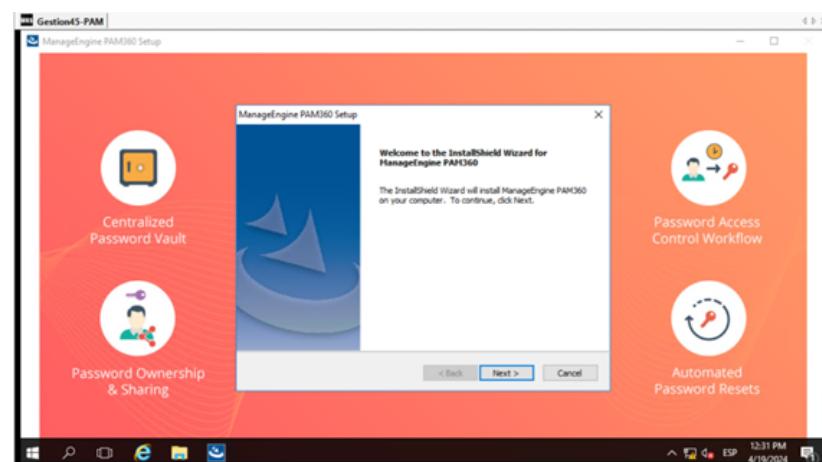 Gestion45-PAM
ManageEngine PAM360 Setup
ManageEngine PAM360 Setup
Welcome to the InstallShield Wizard for
ManageEngine PAM360
The InstallShield Wizard will install ManageEngine PAM360
on your computer. To continue, click Next.
Centralized
Password Vault
Password Access
Control Workflow
Password Ownership
& Sharing
Automated
Password Resets
< Back
Next >
Cancel
ESP
12:31 PM
4/19/2024